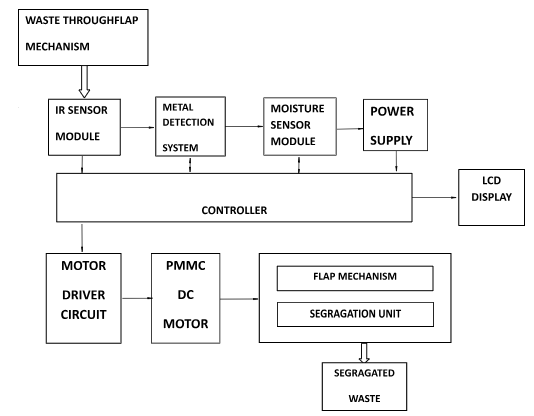 WASTE THROUGHFLAP
MECHANISM
IR SENSOR
MODULE
METAL
DETECTION
SYSTEM
MOISTURE
SENSOR
MODULE
POWER
SUPPLY
CONTROLLER
LCD
DISPLAY
MOTOR
DRIVER
CIRCUIT
PMMC
DC
MOTOR
FLAP MECHANISM
SEGRAGATION UNIT
SEGRAGATED
WASTE